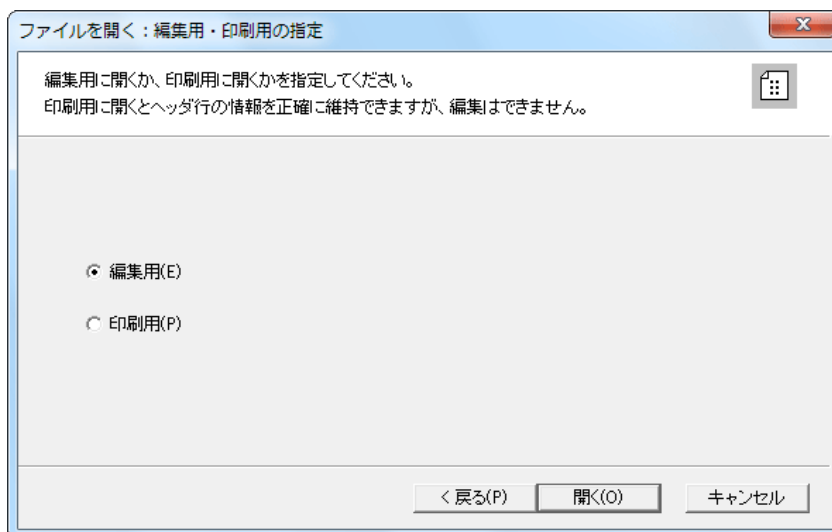 ファイルを開く：編集用・印刷用の指定
編集用に開くか、印刷用に開くかを指定してください。
印刷用に開くとヘッダ行の情報を正確に維持できますが、編集はできません。
編集用(E)
印刷用(P)
< 戻る(P)
開く(O)
キャンセル